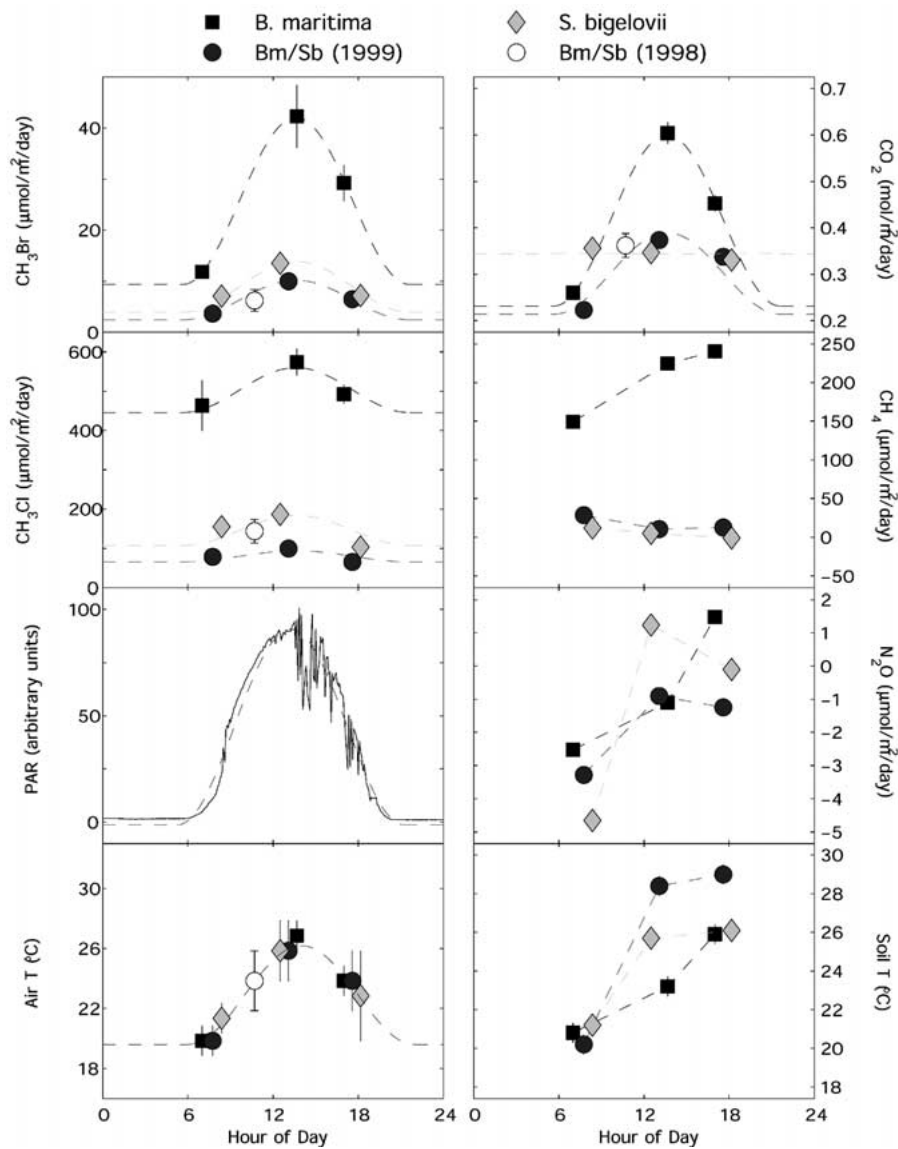 B. maritima
S. bigelovii
Bm/Sb (1999)
Bm/Sb (1998)
CH3Br (μmol/m²/day)
40
20
0
CO2 (mol/m²/day)
0.7
0.6
0.5
0.4
0.3
0.2
CH3Cl (μmol/m²/day)
600
400
200
0
CH4 (μmol/m²/day)
250
200
150
100
50
0
-50
PAR (arbitrary units)
100
50
0
N2O (μmol/m²/day)
2
1
0
-1
-2
-3
-4
-5
Air T (ºC)
30
26
22
18
Soil T (ºC)
30
28
26
24
22
20
18
0 6 12 18 24
Hour of Day
0 6 12 18 24
Hour of Day